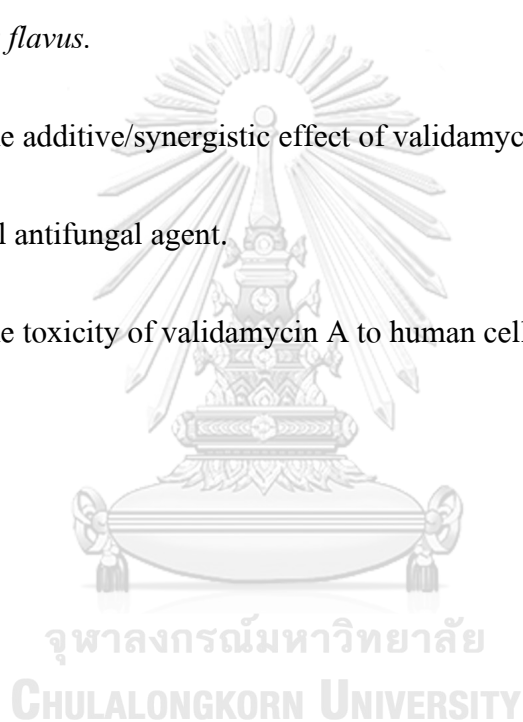 flavus.
e additive/synergistic effect of validamyc
l antifungal agent.
e toxicity of validamycin A to human cell
จุฬาลงกรณ์มหาวิทยาลัย
CHULALONGKORN UNIVERSITY